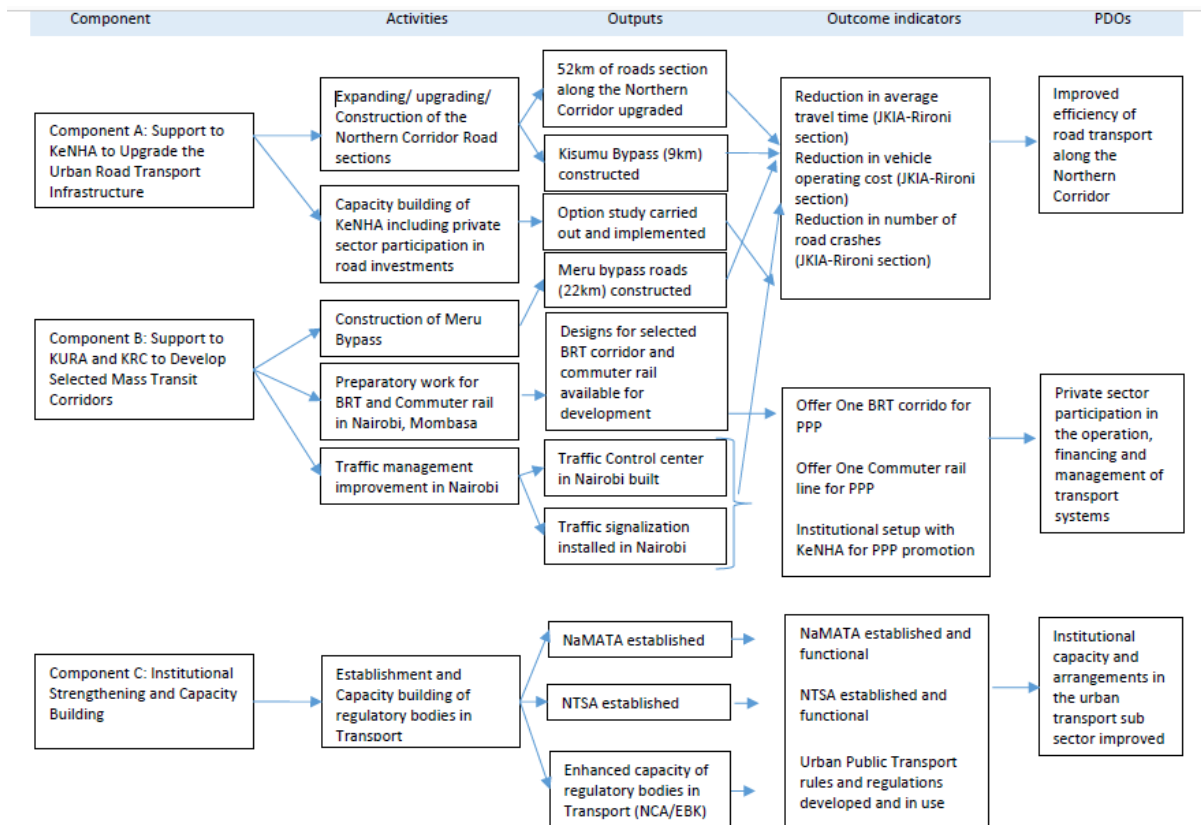 Component
Activities
Outputs
Outcome indicators
PDOs
Component A: Support to
KeNHA to Upgrade the
Urban Road Transport
Infrastructure
Expanding/ upgrading/
Construction of the
Northern Corridor Road
sections
Capacity building of
KeNHA including private
sector participation in
road investments
52km of roads section
along the Northern
Corridor upgraded
Kisumu Bypass (9km)
constructed
Option study carried
out and implemented
Meru bypass roads
(22km) constructed
Reduction in average
travel time (JKIA-Rironi
section)
Reduction in vehicle
operating cost (JKIA-Rironi
section)
Reduction in number of
road crashes
(JKIA-Rironi section)
Improved
efficiency of
road transport
along the
Northern
Corridor
Component B: Support to
KURA and KRC to Develop
Selected Mass Transit
Corridors
Construction of Meru
Bypass
Preparatory work for
BRT and Commuter rail
in Nairobi, Mombasa
Traffic management
improvement in Nairobi
Designs for selected
BRT corridor and
commuter rail
available for
development
Traffic Control center
in Nairobi built
Traffic signalization
installed in Nairobi
Offer One BRT corrido for
PPP
Offer One Commuter rail
line for PPP
Institutional setup with
KeNHA for PPP promotion
Private sector
participation in
the operation,
financing and
management of
transport
systems
Component C: Institutional
Strengthening and Capacity
Building
Establishment and
Capacity building of
regulatory bodies in
Transport
NaMATA established
NTSA established
Enhanced capacity of
regulatory bodies in
Transport (NCA/EBK)
NaMATA established and
functional
NTSA established and
functional
Urban Public Transport
rules and regulations
developed and in use
Institutional
capacity and
arrangements in
the urban
transport sub
sector improved